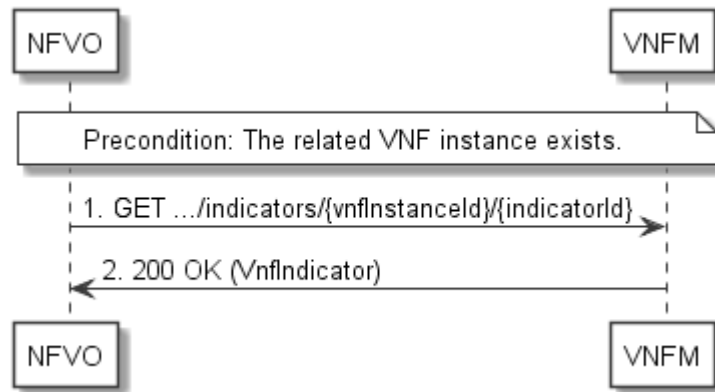 NFVO
VNFM
Precondition: The related VNF instance exists.
1. GET .../indicators/{vnfInstanceId}/{indicatorId}
2. 200 OK (VnfIndicator)
NFVO
VNFM